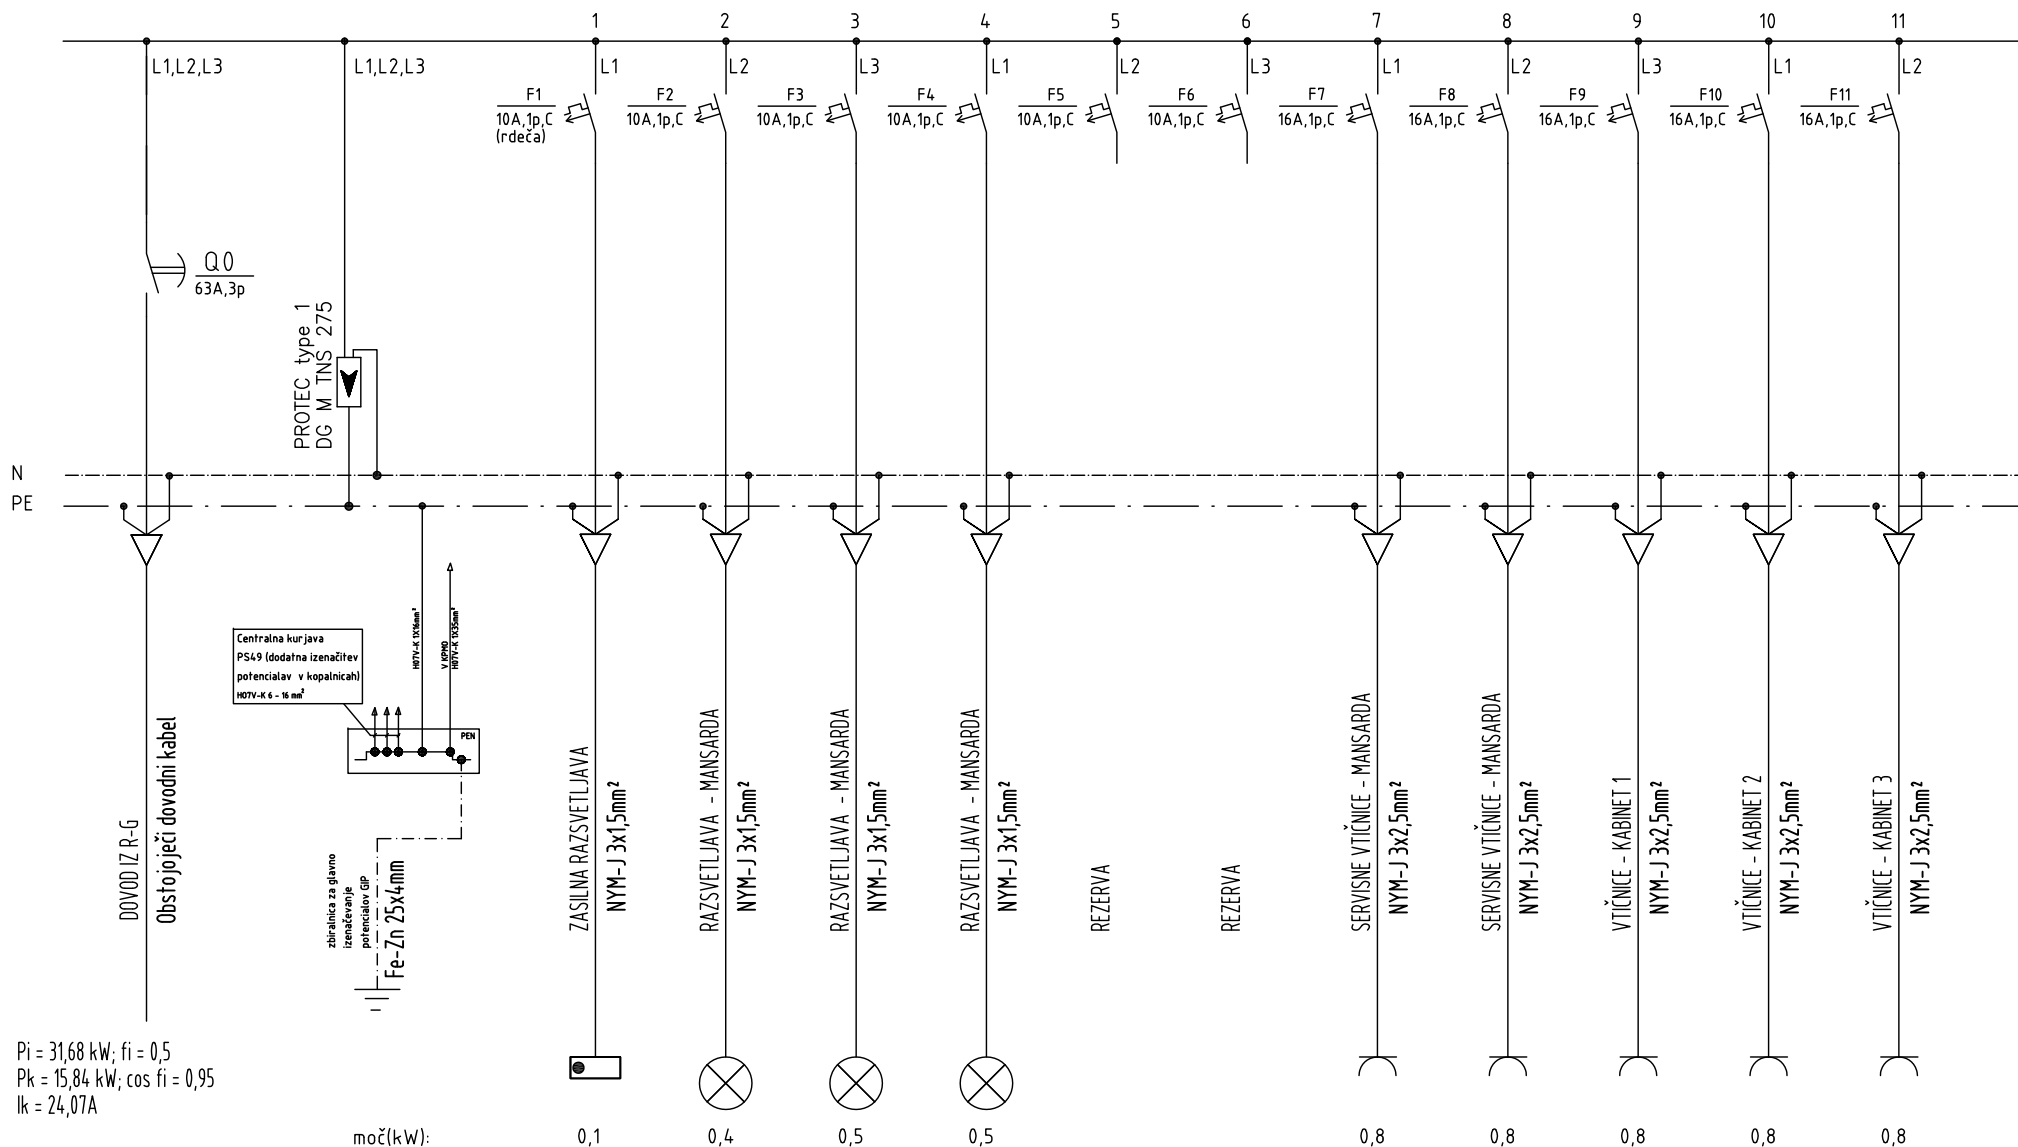 1 2 3 4 5 6 7 8 9 10 11
L1,L2,L3 L1,L2,L3 L1 L2 L3 L1 L2 L3 L1 L2 L3 L1 L2
F1 F2 F3 F4 F5 F6 F7 F8 F9 F10 F11
10A,1p,C 10A,1p,C 10A,1p,C 10A,1p,C 10A,1p,C 10A,1p,C 16A,1p,C 16A,1p,C 16A,1p,C 16A,1p,C 16A,1p,C
(rdeča)
Q0
63A,3p
PROTEC type 1
DG M TNS 275
N
PE
Centralna kurjava
PS49 (dodatna izenačitev
potencialav v kopalnicah)
H07V-K 6 - 16 mm²
H07V-K 1X16mm²
V KPMO
H07V-K 1X35mm²
PEN
DOVOD IZ R-G
Obstoječi dovodni kabel
zbiralnica za glavno
izenačevanje
potencialov GIP
Fe-Zn 25x4mm
ZASILNA RAZSVETLJAVA
NYM-J 3x1,5mm²
RAZSVETLJAVA - MANSARDA
NYM-J 3x1,5mm²
RAZSVETLJAVA - MANSARDA
NYM-J 3x1,5mm²
RAZSVETLJAVA - MANSARDA
NYM-J 3x1,5mm²
REZERVA
REZERVA
SERVISNE VTIČNICE - MANSARDA
NYM-J 3x2,5mm²
SERVISNE VTIČNICE - MANSARDA
NYM-J 3x2,5mm²
VTIČNICE - KABINET 1
NYM-J 3x2,5mm²
VTIČNICE - KABINET 2
NYM-J 3x2,5mm²
VTIČNICE - KABINET 3
NYM-J 3x2,5mm²
Pi = 31,68 kW; fi = 0,5
Pk = 15,84 kW; cos fi = 0,95
Ik = 24,07A
moč(kW): 0,1 0,4 0,5 0,5 0,8 0,8 0,8 0,8 0,8